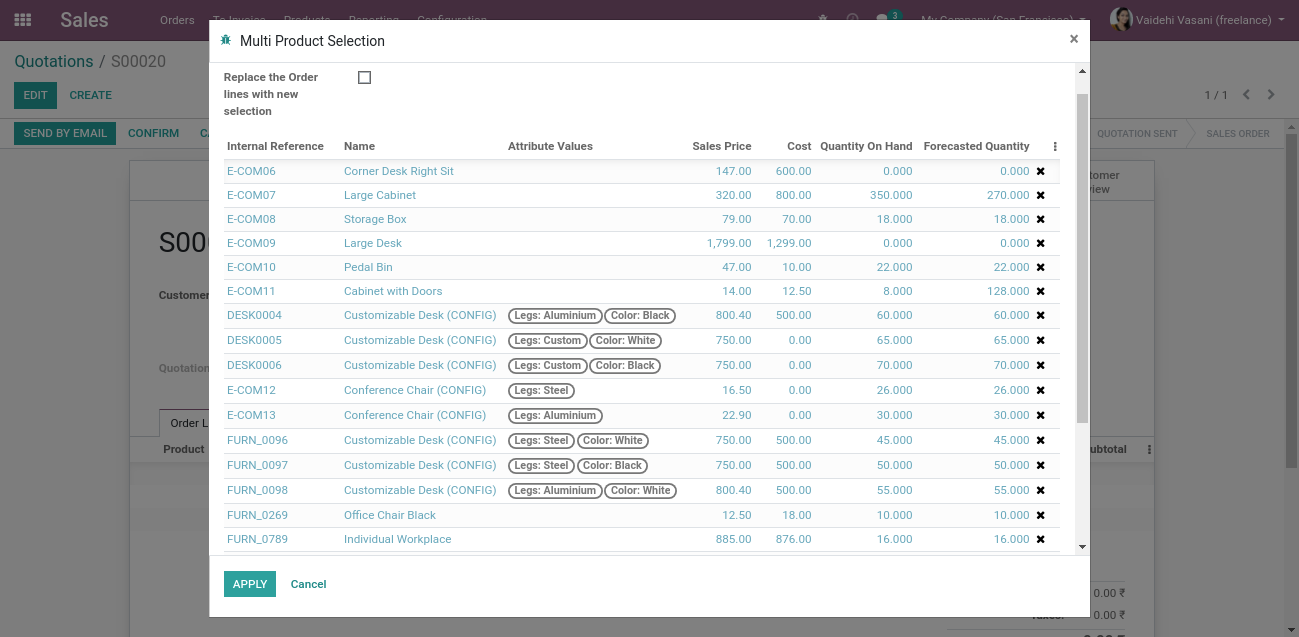 Sales Orders To Invoice Products Reporting Configuration 3 My Company (San Francisco) Vaidehi Vasani (freelance)
Multi Product Selection ×
Quotations / S00020
EDIT CREATE 1 / 1
SEND BY EMAIL CONFIRM QUOTATION SENT SALES ORDER
Replace the Order
lines with new
selection
Internal Reference Name Attribute Values Sales Price Cost Quantity On Hand Forecasted Quantity
E-COM06 Corner Desk Right Sit 147.00 600.00 0.000 0.000
E-COM07 Large Cabinet 320.00 800.00 350.000 270.000
E-COM08 Storage Box 79.00 70.00 18.000 18.000
E-COM09 Large Desk 1,799.00 1,299.00 0.000 0.000
E-COM10 Pedal Bin 47.00 10.00 22.000 22.000
E-COM11 Cabinet with Doors 14.00 12.50 8.000 128.000
DESK0004 Customizable Desk (CONFIG) Legs: Aluminium Color: Black 800.40 500.00 60.000 60.000
DESK0005 Customizable Desk (CONFIG) Legs: Custom Color: White 750.00 0.00 65.000 65.000
DESK0006 Customizable Desk (CONFIG) Legs: Custom Color: Black 750.00 0.00 70.000 70.000
E-COM12 Conference Chair (CONFIG) Legs: Steel 16.50 0.00 26.000 26.000
E-COM13 Conference Chair (CONFIG) Legs: Aluminium 22.90 0.00 30.000 30.000
FURN_0096 Customizable Desk (CONFIG) Legs: Steel Color: White 750.00 500.00 45.000 45.000
FURN_0097 Customizable Desk (CONFIG) Legs: Steel Color: Black 750.00 500.00 50.000 50.000
FURN_0098 Customizable Desk (CONFIG) Legs: Aluminium Color: White 800.40 500.00 55.000 55.000
FURN_0269 Office Chair Black 12.50 18.00 10.000 10.000
FURN_0789 Individual Workplace 885.00 876.00 16.000 16.000
APPLY Cancel
S00
Customer
Quotation
Order L
Product
0.00 ₹
0.00 ₹